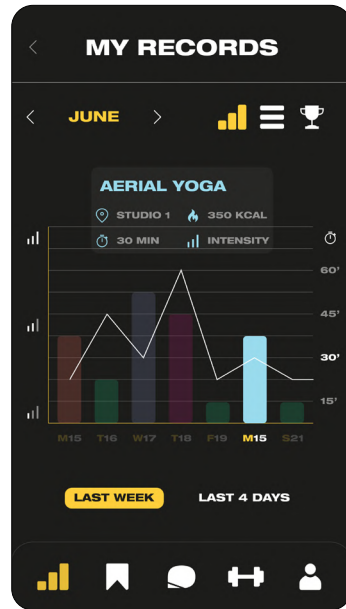 MY RECORDS
JUNE
AERIAL YOGA
STUDIO 1 350 KCAL
30 MIN INTENSITY
60'
45'
30'
15'
M15 T16 W17 T18 F19 M15 S21
LAST WEEK LAST 4 DAYS